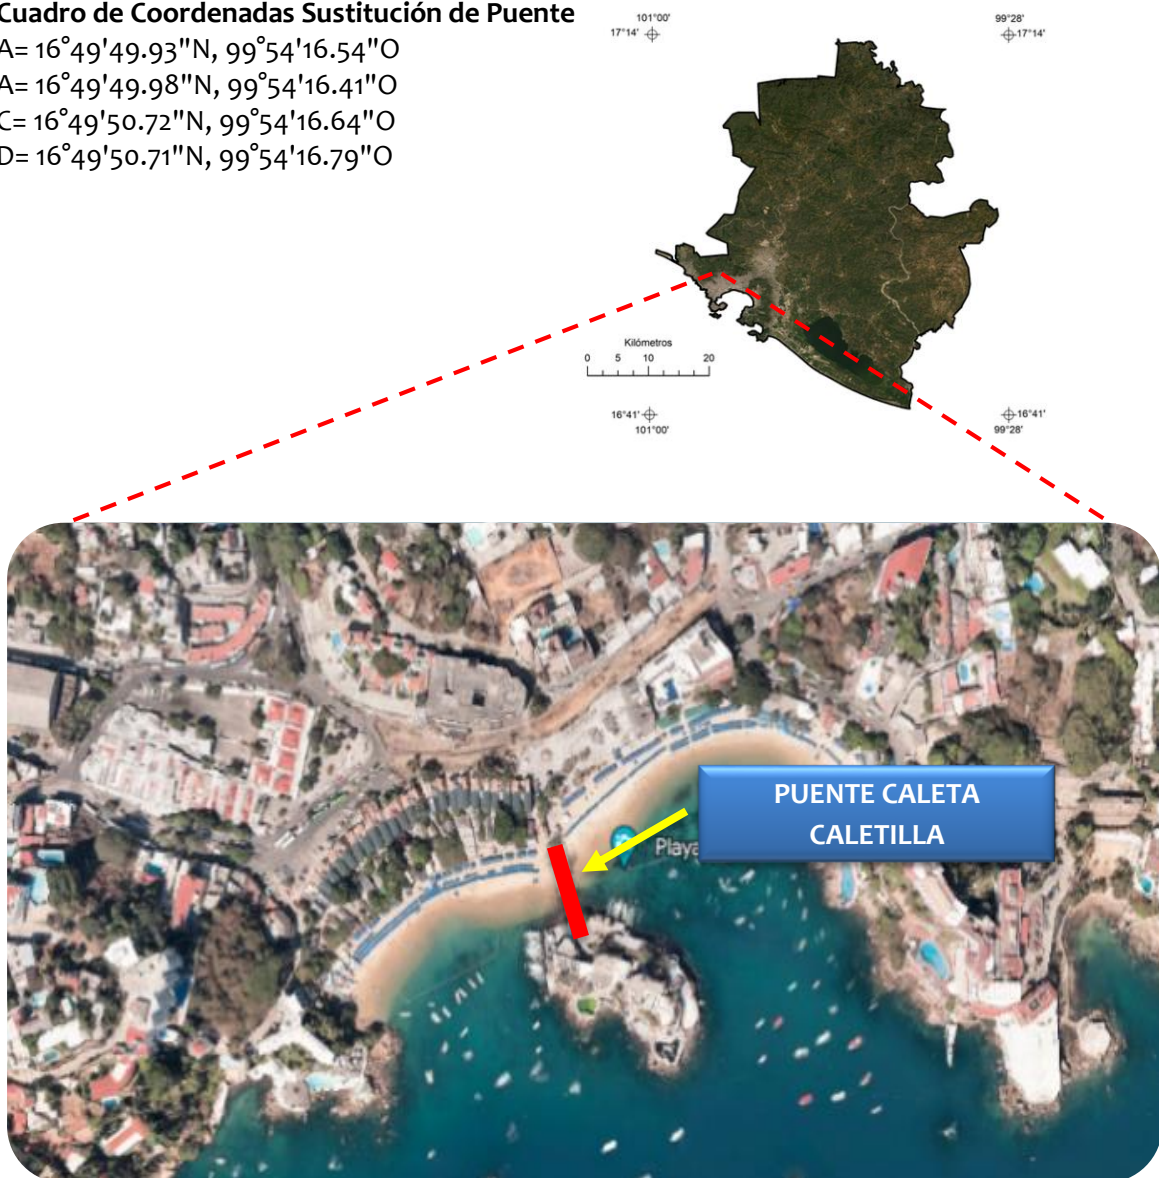 Cuadro de Coordenadas Sustitución de Puente
A= 16°49'49.93"N, 99°54'16.54"O
A= 16°49'49.98"N, 99°54'16.41"O
C= 16°49'50.72"N, 99°54'16.64"O
D= 16°49'50.71"N, 99°54'16.79"O
101°00'
99°28'
17°14'
17°14'
Kilómetros
0 5 10 20
16°41'
16°41'
101°00'
99°28'
PUENTE CALETA
CALETILLA
Playa